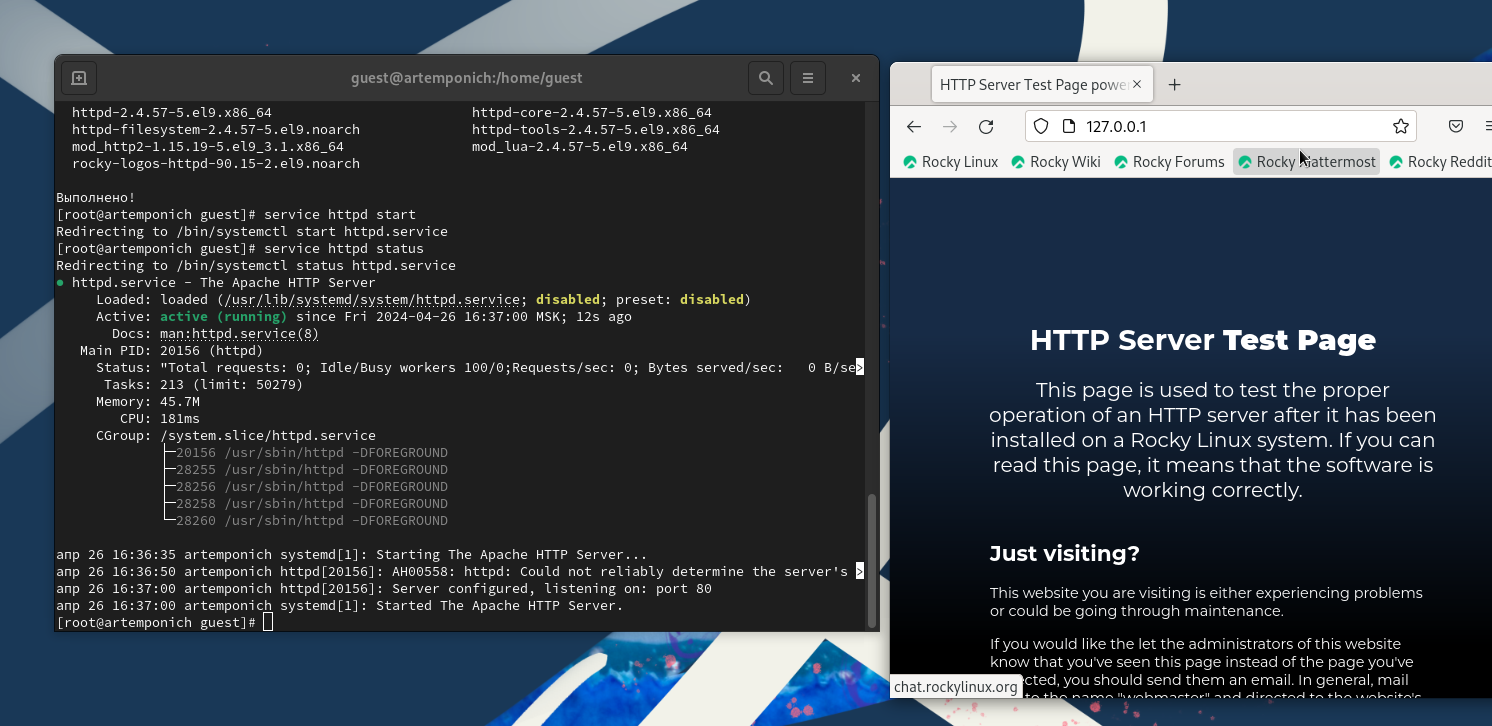 guest@artemponich:/home/guest
httpd-2.4.57-5.el9.x86_64 httpd-core-2.4.57-5.el9.x86_64
httpd-filesystem-2.4.57-5.el9.noarch httpd-tools-2.4.57-5.el9.x86_64
mod_http2-1.15.19-5.el9_3.1.x86_64 mod_lua-2.4.57-5.el9.x86_64
rocky-logos-httpd-90.15-2.el9.noarch
Выполнено!
[root@artemponich guest]# service httpd start
Redirecting to /bin/systemctl start httpd.service
[root@artemponich guest]# service httpd status
Redirecting to /bin/systemctl status httpd.service
● httpd.service - The Apache HTTP Server
Loaded: loaded (/usr/lib/systemd/system/httpd.service; disabled; preset: disabled)
Active: active (running) since Fri 2024-04-26 16:37:00 MSK; 12s ago
Docs: man:httpd.service(8)
Main PID: 20156 (httpd)
Status: "Total requests: 0; Idle/Busy workers 100/0;Requests/sec: 0; Bytes served/sec:   0 B/se>
Tasks: 213 (limit: 50279)
Memory: 45.7M
CPU: 181ms
CGroup: /system.slice/httpd.service
├─20156 /usr/sbin/httpd -DFOREGROUND
├─28255 /usr/sbin/httpd -DFOREGROUND
├─28256 /usr/sbin/httpd -DFOREGROUND
├─28258 /usr/sbin/httpd -DFOREGROUND
└─28260 /usr/sbin/httpd -DFOREGROUND
апр 26 16:36:35 artemponich systemd[1]: Starting The Apache HTTP Server...
апр 26 16:36:50 artemponich httpd[20156]: AH00558: httpd: Could not reliably determine the server's >
апр 26 16:37:00 artemponich httpd[20156]: Server configured, listening on: port 80
апр 26 16:37:00 artemponich systemd[1]: Started The Apache HTTP Server.
[root@artemponich guest]#
HTTP Server Test Page powe
127.0.0.1
Rocky Linux Rocky Wiki Rocky Forums Rocky Mattermost Rocky Reddit
HTTP Server Test Page
This page is used to test the proper
operation of an HTTP server after it has been
installed on a Rocky Linux system. If you can
read this page, it means that the software is
working correctly.
Just visiting?
This website you are visiting is either experiencing problems
or could be going through maintenance.
If you would like the let the administrators of this website
know that you've seen this page instead of the page you've
ected, you should send them an email. In general, mail
to the name "webmaster" and directed to the website's
chat.rockylinux.org